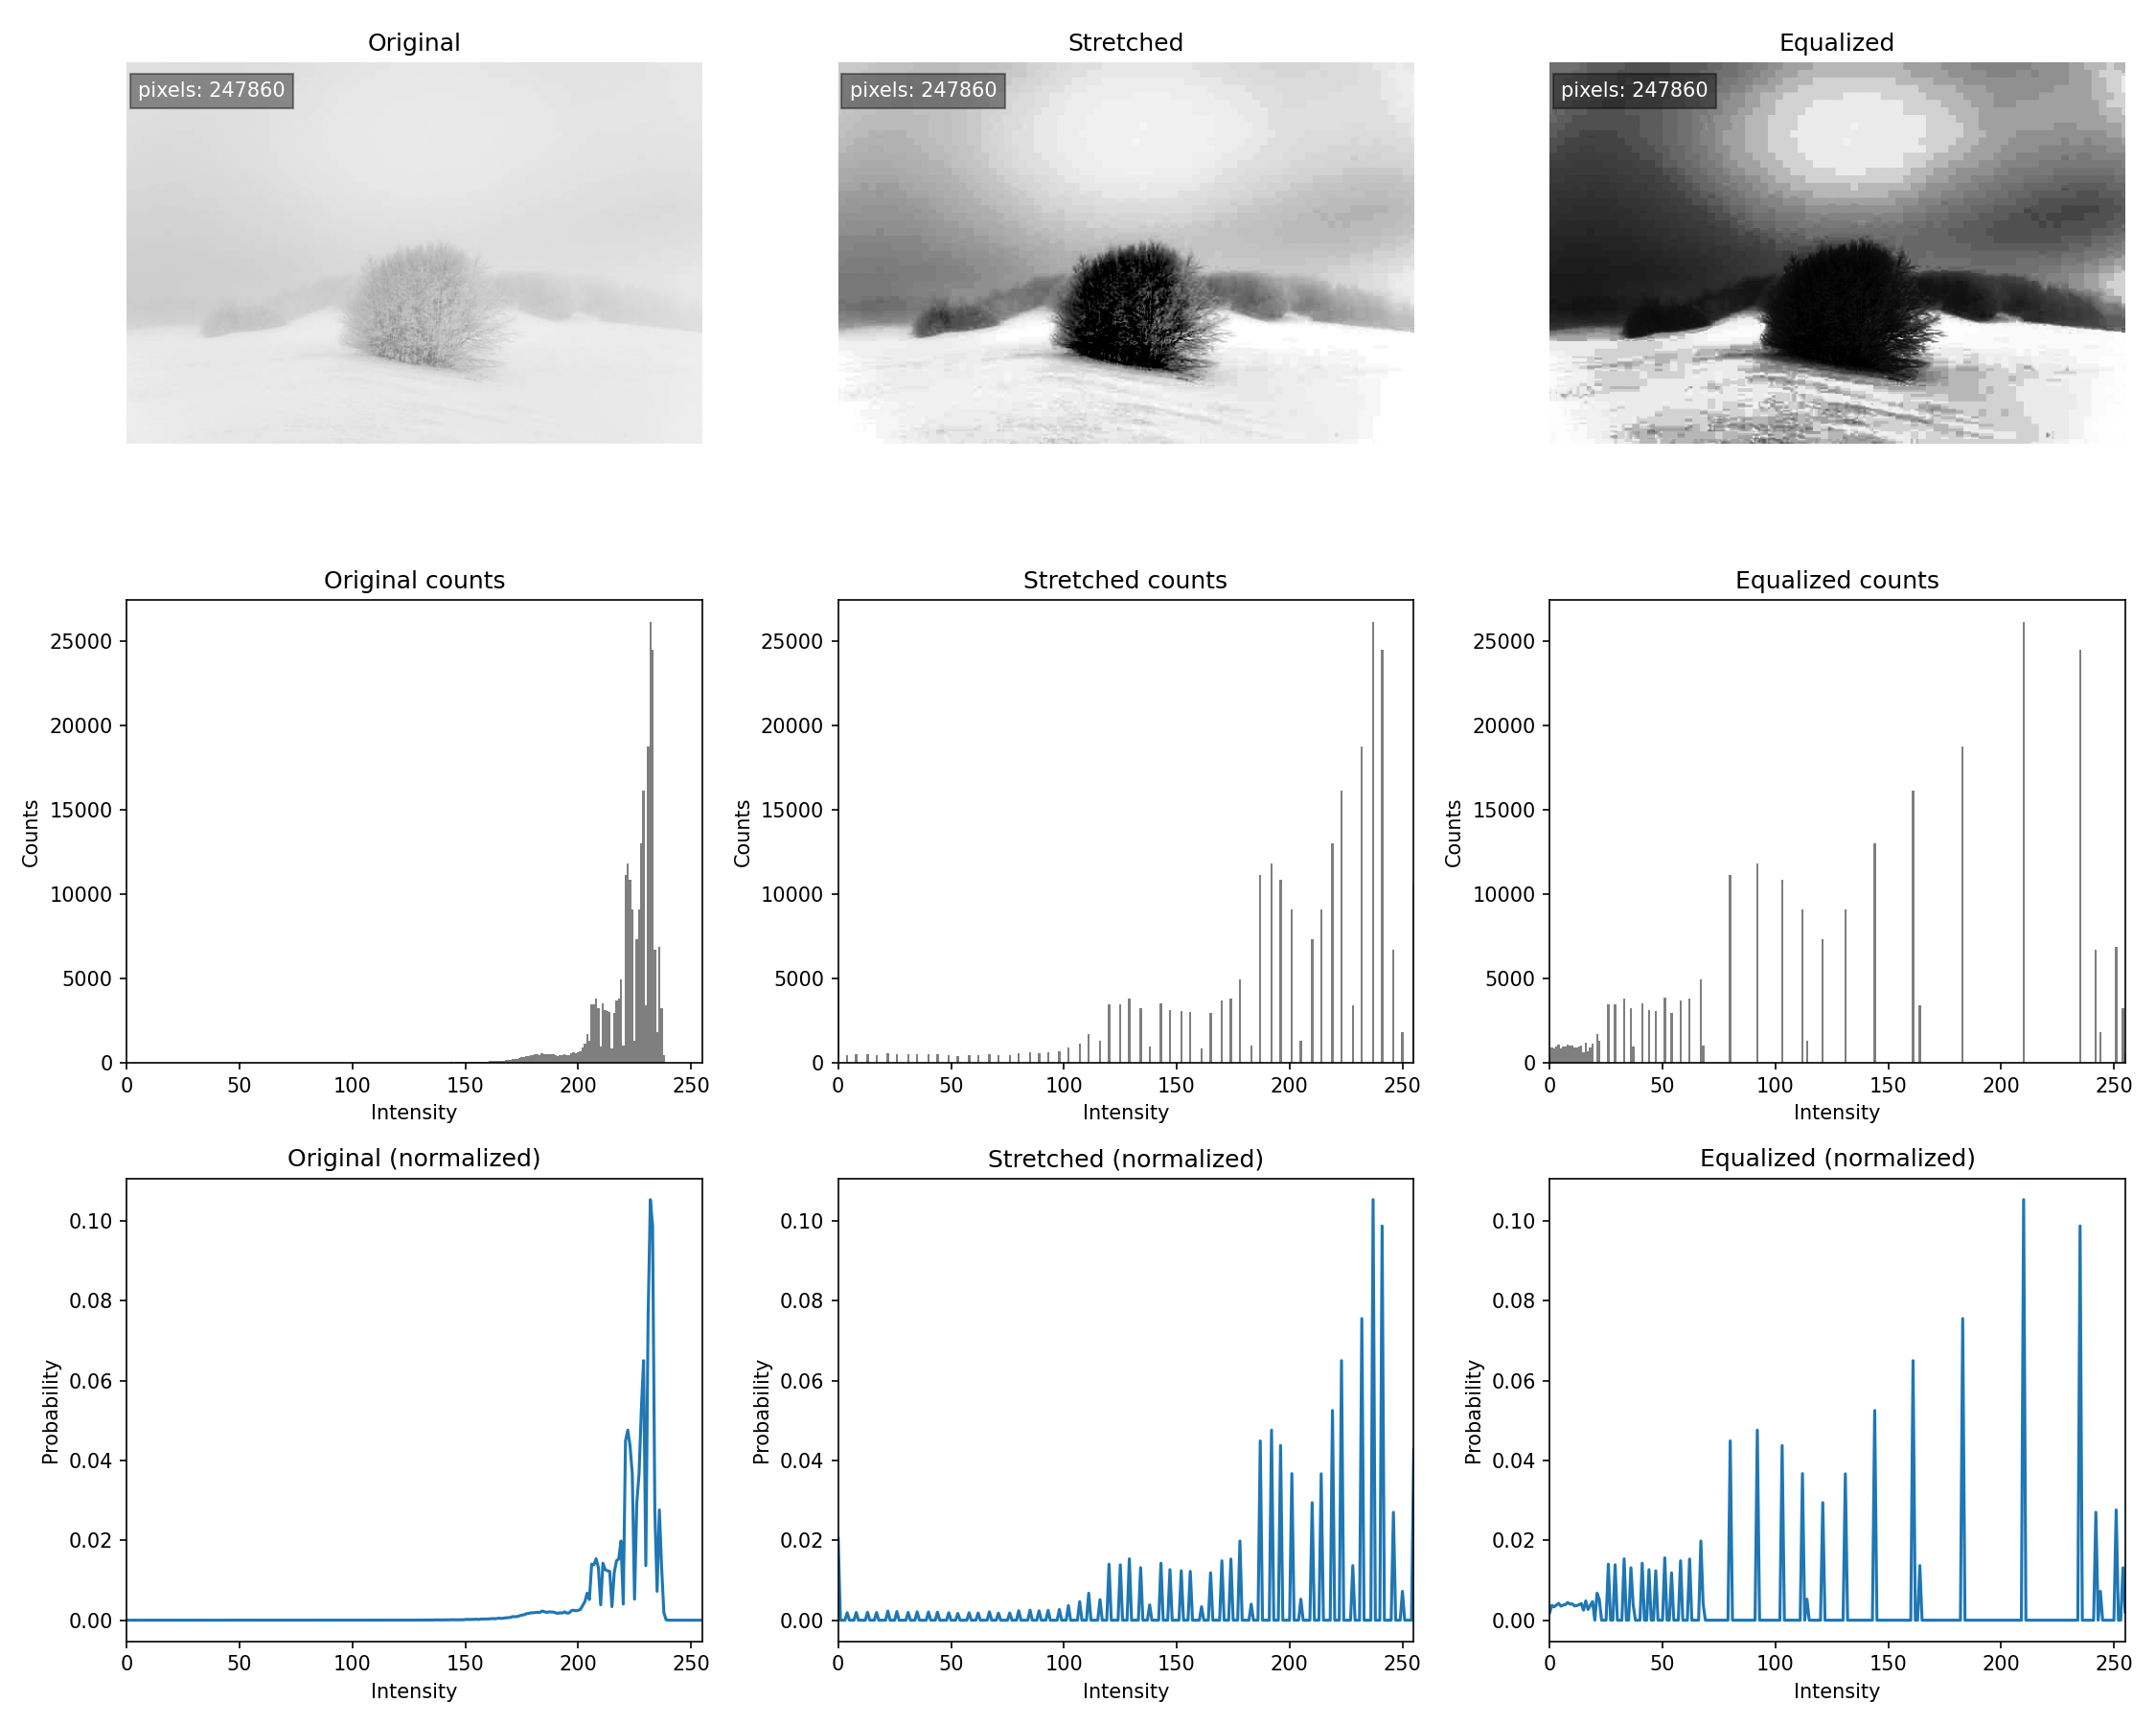 Original
Stretched
Equalized
pixels: 247860
pixels: 247860
pixels: 247860
Original counts
Stretched counts
Equalized counts
25000
20000
15000
10000
5000
0
Counts
0 50 100 150 200 250
Intensity
25000
20000
15000
10000
5000
0
Counts
0 50 100 150 200 250
Intensity
25000
20000
15000
10000
5000
0
Counts
0 50 100 150 200 250
Intensity
Original (normalized)
Stretched (normalized)
Equalized (normalized)
0.10
0.08
0.06
0.04
0.02
0.00
Probability
0 50 100 150 200 250
Intensity
0.10
0.08
0.06
0.04
0.02
0.00
Probability
0 50 100 150 200 250
Intensity
0.10
0.08
0.06
0.04
0.02
0.00
Probability
0 50 100 150 200 250
Intensity